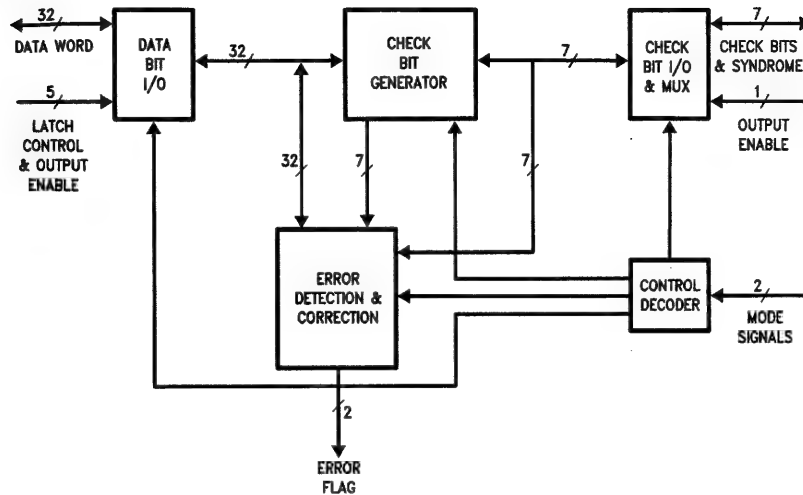 32
DATA WORD
5
LATCH
CONTROL
& OUTPUT
ENABLE
DATA
BIT
I/O
32
CHECK
BIT
GENERATOR
7
CHECK
BIT I/O
& MUX
7
CHECK BITS
& SYNDROME
1
OUTPUT
ENABLE
32
7
7
ERROR
DETECTION &
CORRECTION
CONTROL
DECODER
2
MODE
SIGNALS
2
ERROR
FLAG